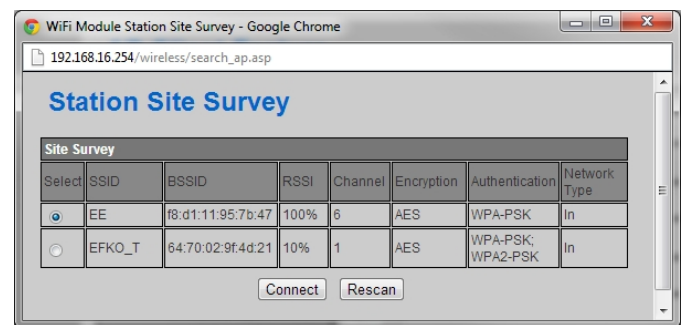 WiFi Module Station Site Survey - Google Chrome
192.168.16.254/wireless/search_ap.asp
Station Site Survey
Site Survey
Select SSID BSSID RSSI Channel Encryption Authentication Network Type
EE f8:d1:11:95:7b:47 100% 6 AES WPA-PSK In
EFKO_T 64:70:02:9f:4d:21 10% 1 AES WPA-PSK; WPA2-PSK In
Connect Rescan